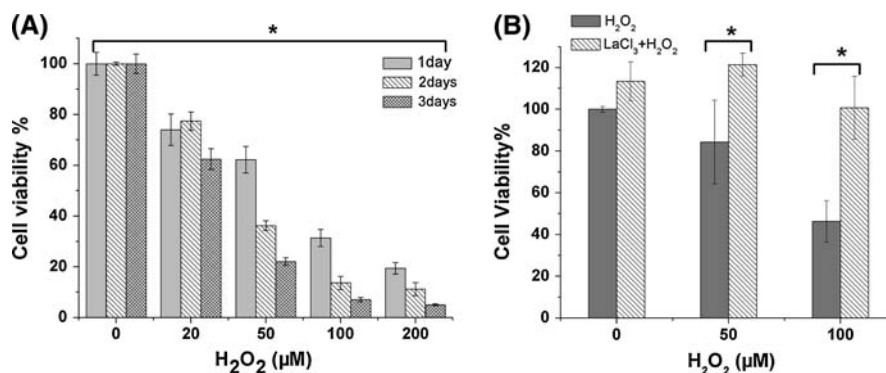 (A)
*
1day
2days
3days
Cell viability %
100
80
60
40
20
0
0 20 50 100 200
H₂O₂ (µM)
(B)
H₂O₂
LaCl₃+H₂O₂
*
*
Cell Viability%
120
100
80
60
40
20
0
0 50 100
H₂O₂ (µM)